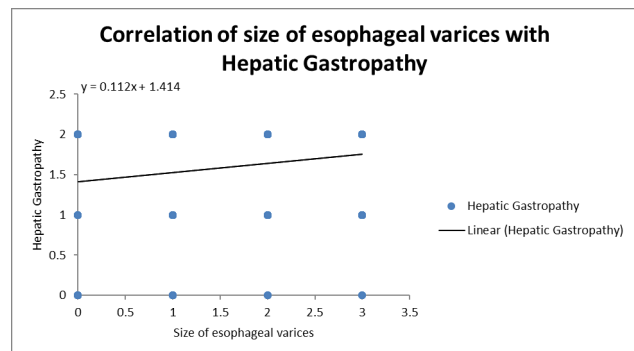 Correlation of size of esophageal varices with
Hepatic Gastropathy
y = 0.112x + 1.414
2.5
2
1.5
1
0.5
0
Hepatic Gastropathy
0 0.5 1 1.5 2 2.5 3 3.5
Size of esophageal varices
Hepatic Gastropathy
Linear (Hepatic Gastropathy)